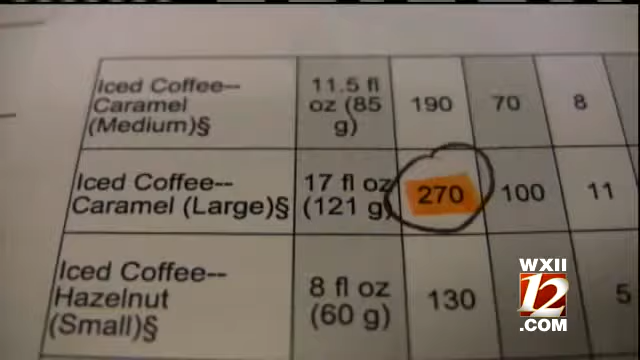 Iced Coffee--
Caramel
(Medium)§
11.5 fl
oz (85
g)
190
70
8
Iced Coffee--
Caramel (Large)§
17 fl oz
(121 g)
270
100
11
Iced Coffee--
Hazelnut
(Small)§
8 fl oz
(60 g)
130
5
WXII
12
.COM